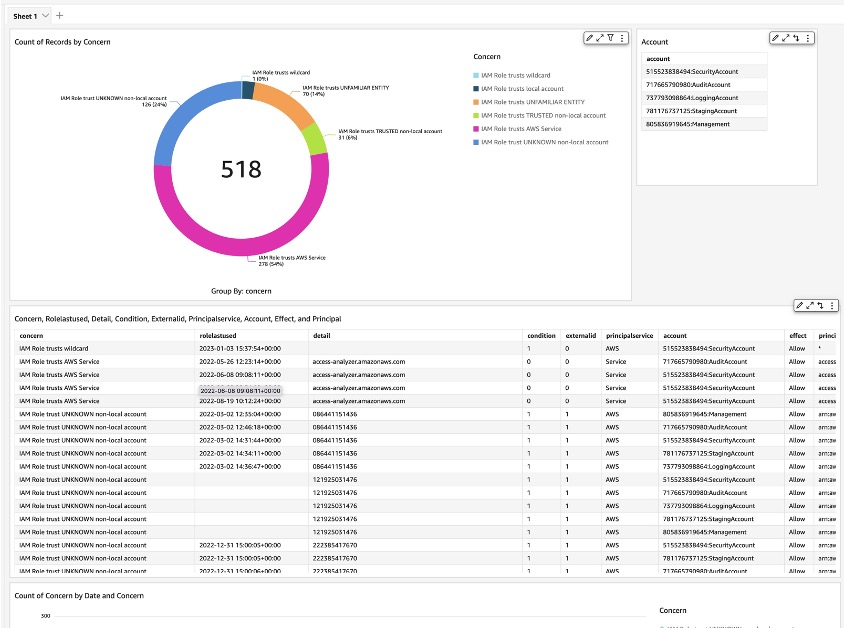 Sheet 1
Count of Records by Concern
IAM Role trusts wildcard
1 (0%)
IAM Role trusts UNFAMILIAR ENTITY
70 (14%)
IAM Role trust UNKNOWN non-local account
126 (24%)
IAM Role trusts TRUSTED non-local account
31 (6%)
518
IAM Role trusts AWS Service
278 (54%)
Group By: concern
Concern
IAM Role trusts wildcard
IAM Role trusts local account
IAM Role trusts UNFAMILIAR ENTITY
IAM Role trusts TRUSTED non-local account
IAM Role trusts AWS Service
IAM Role trust UNKNOWN non-local account
Account
account
515523838494:SecurityAccount
717665790980:AuditAccount
737793098864:LoggingAccount
781176737125:StagingAccount
805836919645:Management
Concern, Rolelastused, Detail, Condition, Externalid, Principalservice, Account, Effect, and Principal
concern rolelastused detail condition externalid principalservice account effect princi
IAM Role trusts wildcard 2023-01-03 15:37:54+00:00 1 0 AWS 515523838494:SecurityAccount Allow *
IAM Role trusts AWS Service 2022-05-26 12:23:14+00:00 access-analyzer.amazonaws.com 0 0 Service 717665790980:AuditAccount Allow access
IAM Role trusts AWS Service 2022-06-08 09:08:11+00:00 access-analyzer.amazonaws.com 0 0 Service 515523838494:SecurityAccount Allow access
IAM Role trusts AWS Service 2022-06-08 09:08:11+00:00 access-analyzer.amazonaws.com 0 0 Service 515523838494:SecurityAccount Allow access
IAM Role trusts AWS Service 2022-08-19 10:12:24+00:00 access-analyzer.amazonaws.com 0 0 Service 515523838494:SecurityAccount Allow access
IAM Role trust UNKNOWN non-local account 2022-03-02 12:35:04+00:00 086441151436 1 1 AWS 805836919645:Management Allow arn:aw
IAM Role trust UNKNOWN non-local account 2022-03-02 12:46:18+00:00 086441151436 1 1 AWS 717665790980:AuditAccount Allow arn:aw
IAM Role trust UNKNOWN non-local account 2022-03-02 14:31:44+00:00 086441151436 1 1 AWS 515523838494:SecurityAccount Allow arn:aw
IAM Role trust UNKNOWN non-local account 2022-03-02 14:34:11+00:00 086441151436 1 1 AWS 781176737125:StagingAccount Allow arn:aw
IAM Role trust UNKNOWN non-local account 2022-03-02 14:36:47+00:00 086441151436 1 1 AWS 737793098864:LoggingAccount Allow arn:aw
IAM Role trust UNKNOWN non-local account 121925031476 1 1 AWS 515523838494:SecurityAccount Allow arn:aw
IAM Role trust UNKNOWN non-local account 121925031476 1 1 AWS 717665790980:AuditAccount Allow arn:aw
IAM Role trust UNKNOWN non-local account 121925031476 1 1 AWS 737793098864:LoggingAccount Allow arn:aw
IAM Role trust UNKNOWN non-local account 121925031476 1 1 AWS 781176737125:StagingAccount Allow arn:aw
IAM Role trust UNKNOWN non-local account 121925031476 1 1 AWS 805836919645:Management Allow arn:aw
IAM Role trust UNKNOWN non-local account 2022-12-31 15:00:05+00:00 222385417670 1 1 AWS 515523838494:SecurityAccount Allow arn:aw
IAM Role trust UNKNOWN non-local account 2022-12-31 15:00:05+00:00 222385417670 1 1 AWS 781176737125:StagingAccount Allow arn:aw
IAM Role trust UNKNOWN non-local account 2022-12-31 15:00:06+00:00 222385417670 1 1 AWS 717665790980:AuditAccount Allow arn:aw
Count of Concern by Date and Concern
300
Concern